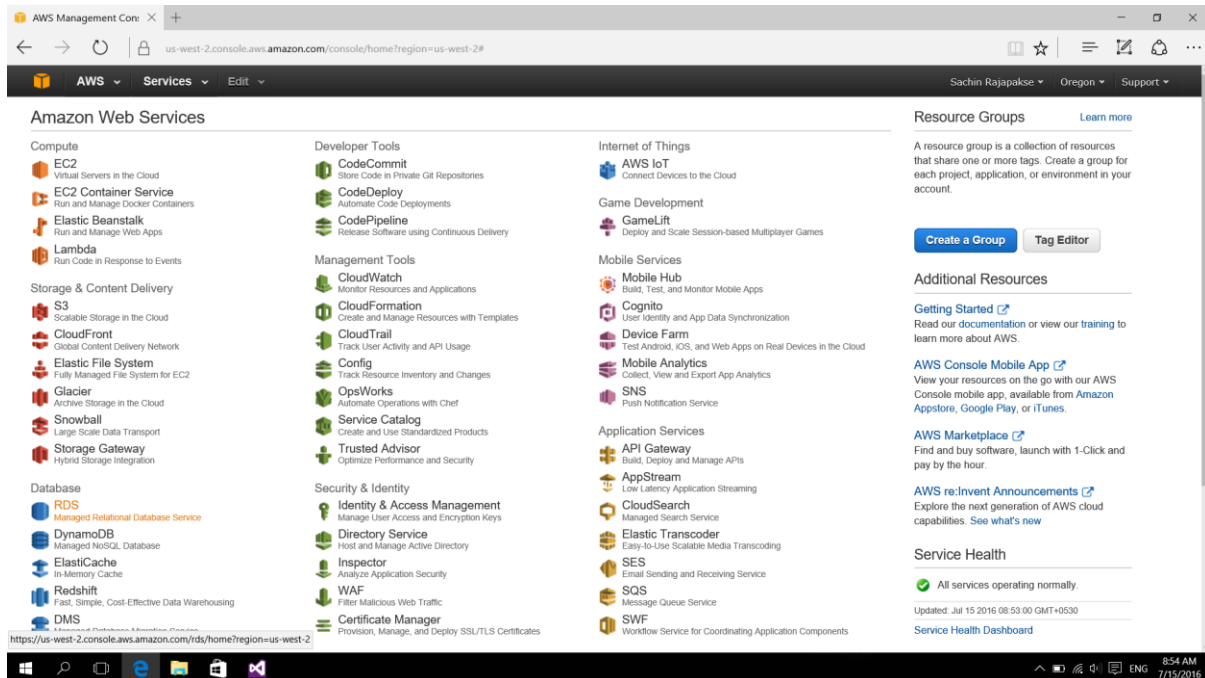 AWS Management Con:
us-west-2.console.aws.amazon.com/console/home?region=us-west-2#
AWS Services Edit
Sachin Rajapakse Oregon Support
Amazon Web Services
Compute
EC2
Virtual Servers in the Cloud
EC2 Container Service
Run and Manage Docker Containers
Elastic Beanstalk
Run and Manage Web Apps
Lambda
Run Code in Response to Events
Storage & Content Delivery
S3
Scalable Storage in the Cloud
CloudFront
Global Content Delivery Network
Elastic File System
Fully Managed File System for EC2
Glacier
Archive Storage in the Cloud
Snowball
Large Scale Data Transport
Storage Gateway
Hybrid Storage Integration
Database
RDS
Managed Relational Database Service
DynamoDB
Managed NoSQL Database
ElastiCache
In-Memory Cache
Redshift
Fast, Simple, Cost-Effective Data Warehousing
DMS
Managed Database Migration Service
https://us-west-2.console.aws.amazon.com/rds/home?region=us-west-2
Developer Tools
CodeCommit
Store Code in Private Git Repositories
CodeDeploy
Automate Code Deployments
CodePipeline
Release Software using Continuous Delivery
Management Tools
CloudWatch
Monitor Resources and Applications
CloudFormation
Create and Manage Resources with Templates
CloudTrail
Track User Activity and API Usage
Config
Track Resource Inventory and Changes
OpsWorks
Automate Operations with Chef
Service Catalog
Create and Use Standardized Products
Trusted Advisor
Optimize Performance and Security
Security & Identity
Identity & Access Management
Manage User Access and Encryption Keys
Directory Service
Host and Manage Active Directory
Inspector
Analyze Application Security
WAF
Filter Malicious Web Traffic
Certificate Manager
Provision, Manage, and Deploy SSL/TLS Certificates
Internet of Things
AWS IoT
Connect Devices to the Cloud
Game Development
GameLift
Deploy and Scale Session-based Multiplayer Games
Mobile Services
Mobile Hub
Build, Test, and Monitor Mobile Apps
Cognito
User Identity and App Data Synchronization
Device Farm
Test Android, iOS, and Web Apps on Real Devices in the Cloud
Mobile Analytics
Collect, View and Export App Analytics
SNS
Push Notification Service
Application Services
API Gateway
Build, Deploy and Manage APIs
AppStream
Low Latency Application Streaming
CloudSearch
Managed Search Service
Elastic Transcoder
Easy-to-Use Scalable Media Transcoding
SES
Email Sending and Receiving Service
SQS
Message Queue Service
SWF
Workflow Service for Coordinating Application Components
Resource Groups Learn more
A resource group is a collection of resources
that share one or more tags. Create a group for
each project, application, or environment in your
account.
Create a Group Tag Editor
Additional Resources
Getting Started
Read our documentation or view our training to
learn more about AWS.
AWS Console Mobile App
View your resources on the go with our AWS
Console mobile app, available from Amazon
Appstore, Google Play, or iTunes.
AWS Marketplace
Find and buy software, launch with 1-Click and
pay by the hour.
AWS re:Invent Announcements
Explore the next generation of AWS cloud
capabilities. See what's new
Service Health
All services operating normally.
Updated: Jul 15 2016 08:53:00 GMT+0530
Service Health Dashboard
ENG
8:54 AM
7/15/2016